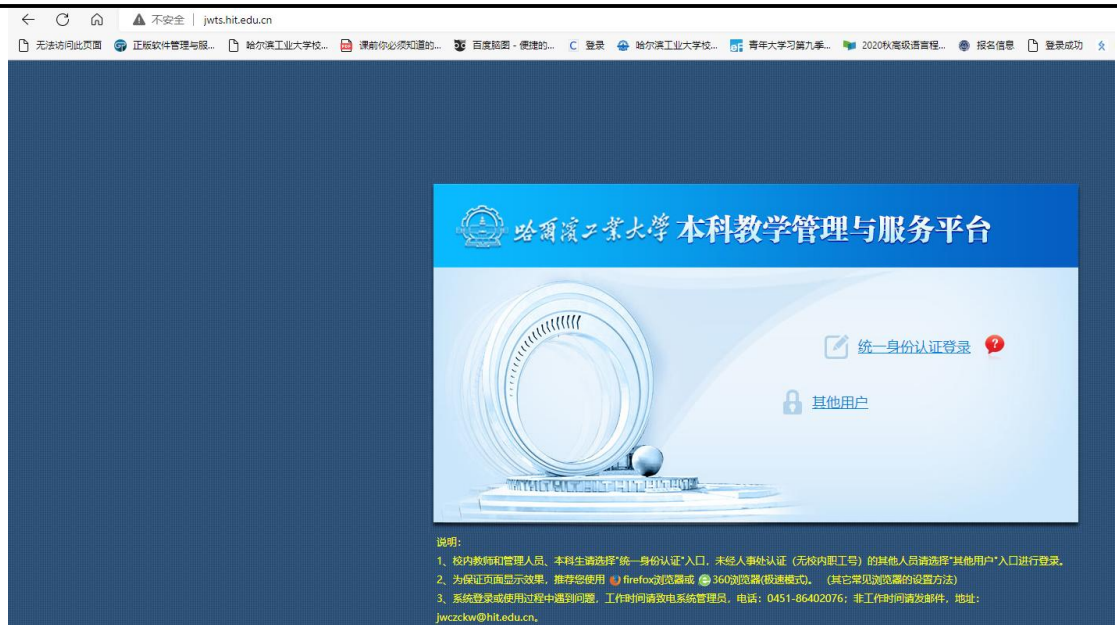 不安全 | jwts.hit.edu.cn
无法访问此页面 正版软件管理与服... 哈尔滨工业大学校... 课前你必须知道的... 百度脑图 - 便捷的... 登录 哈尔滨工业大学校... 青年大学习第九季... 2020秋高级语言程... 报名信息 登录成功
哈尔滨工业大学 本科教学管理与服务平台
统一身份认证登录 ?
其他用户
说明:
1、校内教师和管理人员、本科生请选择"统一身份认证"入口，未经人事处认证（无校内职工号）的其他人员请选择"其他用户"入口进行登录。
2、为保证页面显示效果，推荐您使用 firefox浏览器或 360浏览器(极速模式)。 (其它常见浏览器的设置方法)
3、系统登录或使用过程中遇到问题，工作时间请致电系统管理员，电话：0451-86402076；非工作时间请发邮件，地址：
jwczckw@hit.edu.cn。